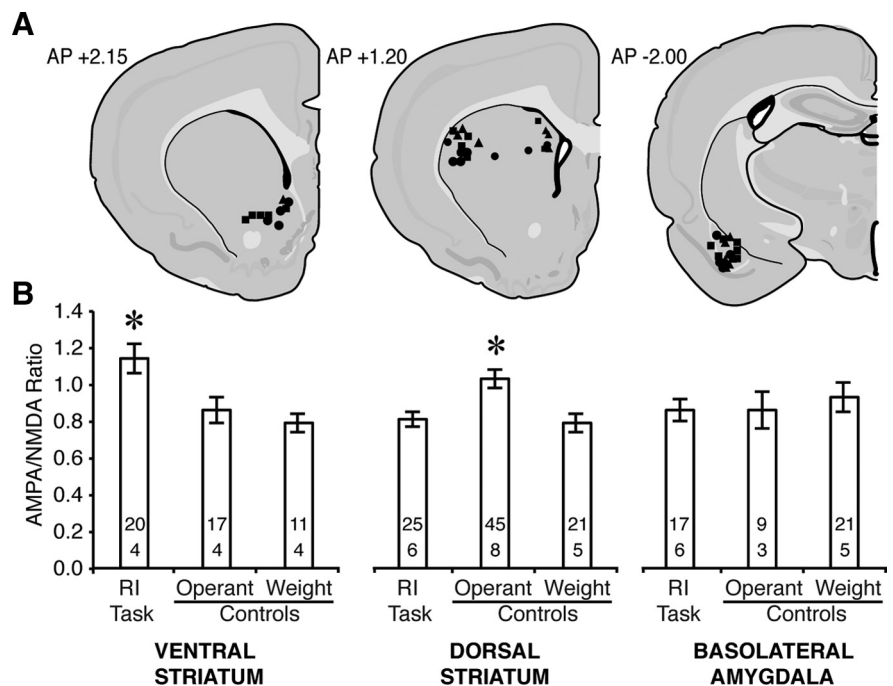 A
AP +2.15
AP +1.20
AP -2.00
B
AMPA/NMDA Ratio
1.4
1.2
1.0
0.8
0.6
0.4
0.2
0.0
*
*
20 17 11
4 4 4
25 45 21
6 8 5
17 9 21
6 3 5
RI Task
Operant Weight
Controls
RI Task
Operant Weight
Controls
RI Task
Operant Weight
Controls
VENTRAL
STRIATUM
DORSAL
STRIATUM
BASOLATERAL
AMYGDALA